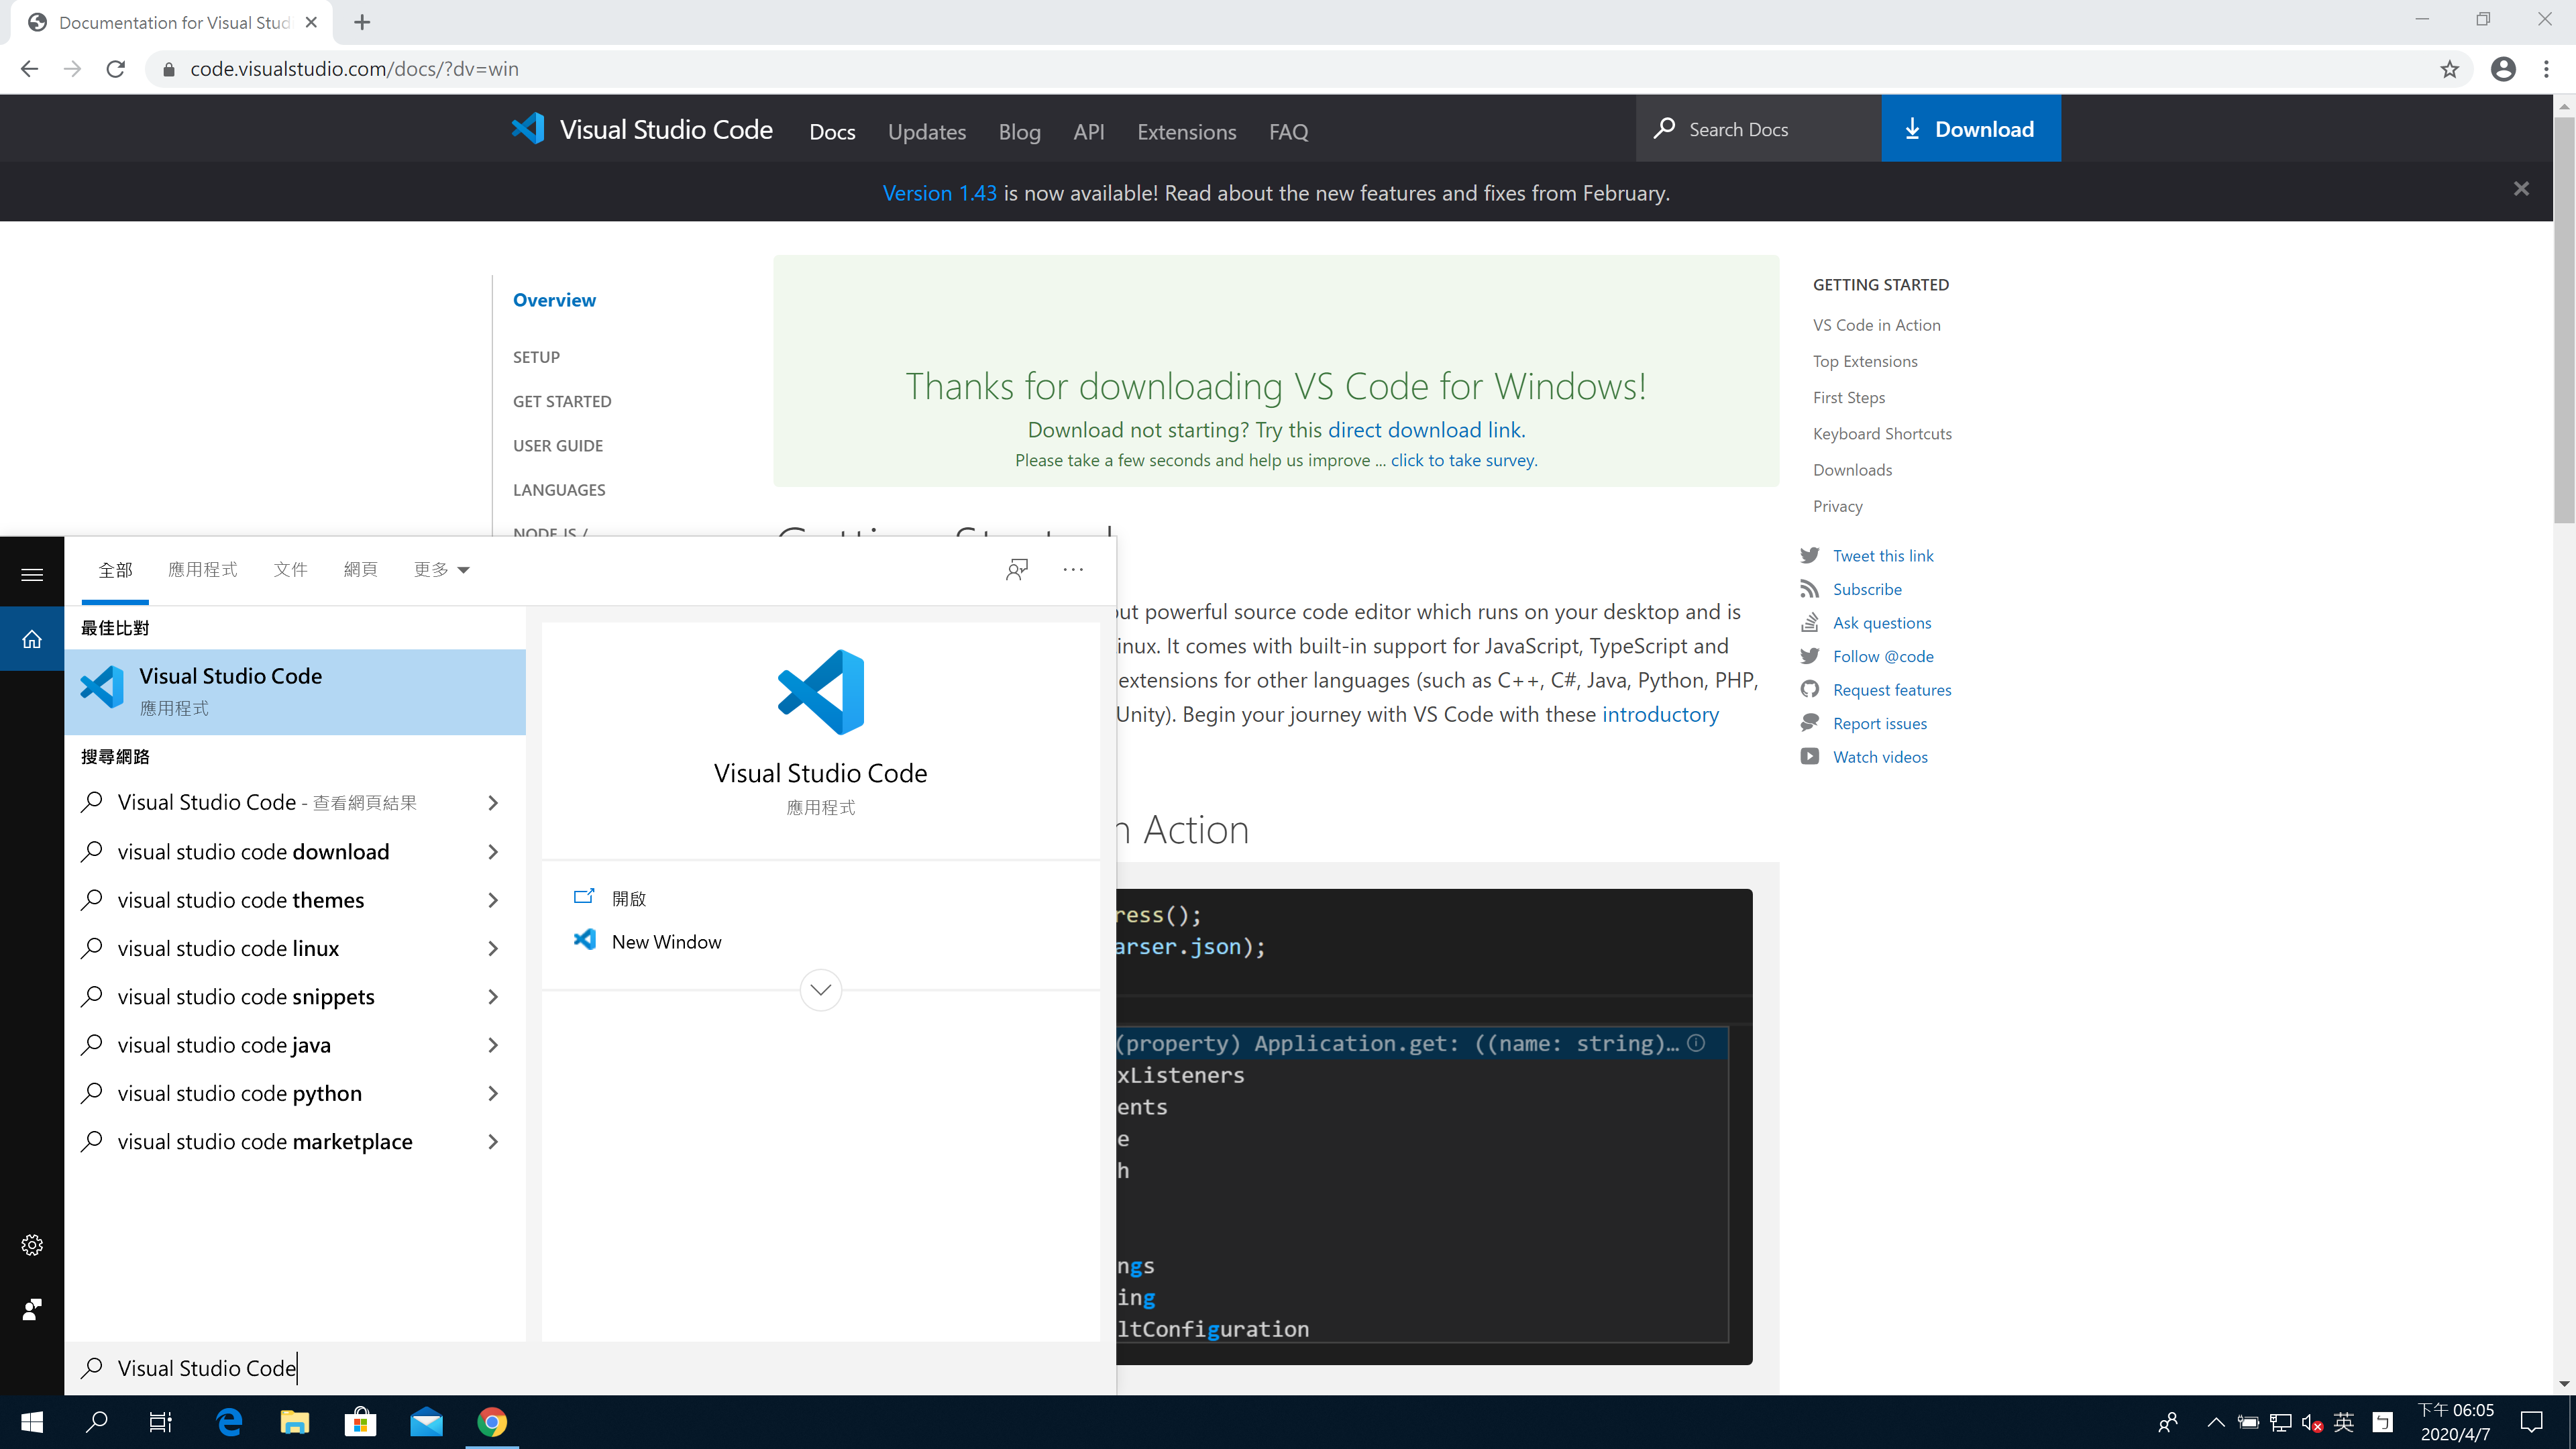 Documentation for Visual Studi
code.visualstudio.com/docs/?dv=win
Visual Studio Code
Docs
Updates
Blog
API
Extensions
FAQ
Search Docs
Download
Version 1.43 is now available! Read about the new features and fixes from February.
Overview
SETUP
GET STARTED
USER GUIDE
LANGUAGES
NODE.JS /
Thanks for downloading VS Code for Windows!
Download not starting? Try this direct download link.
Please take a few seconds and help us improve ... click to take survey.
Getting Started
ut powerful source code editor which runs on your desktop and is
inux. It comes with built-in support for JavaScript, TypeScript and
extensions for other languages (such as C++, C#, Java, Python, PHP,
Unity). Begin your journey with VS Code with these introductory
n Action
ress();
arser.json);
(property) Application.get: ((name: string)…
xListeners
ents
e
h
ngs
ing
ltConfiguration
GETTING STARTED
VS Code in Action
Top Extensions
First Steps
Keyboard Shortcuts
Downloads
Privacy
Tweet this link
Subscribe
Ask questions
Follow @code
Request features
Report issues
Watch videos
全部
應用程式
文件
網頁
更多
最佳比對
Visual Studio Code
應用程式
搜尋網路
Visual Studio Code - 查看網頁結果
visual studio code download
visual studio code themes
visual studio code linux
visual studio code snippets
visual studio code java
visual studio code python
visual studio code marketplace
Visual Studio Code
應用程式
開啟
New Window
Visual Studio Code
英
ㄅ
下午 06:05
2020/4/7